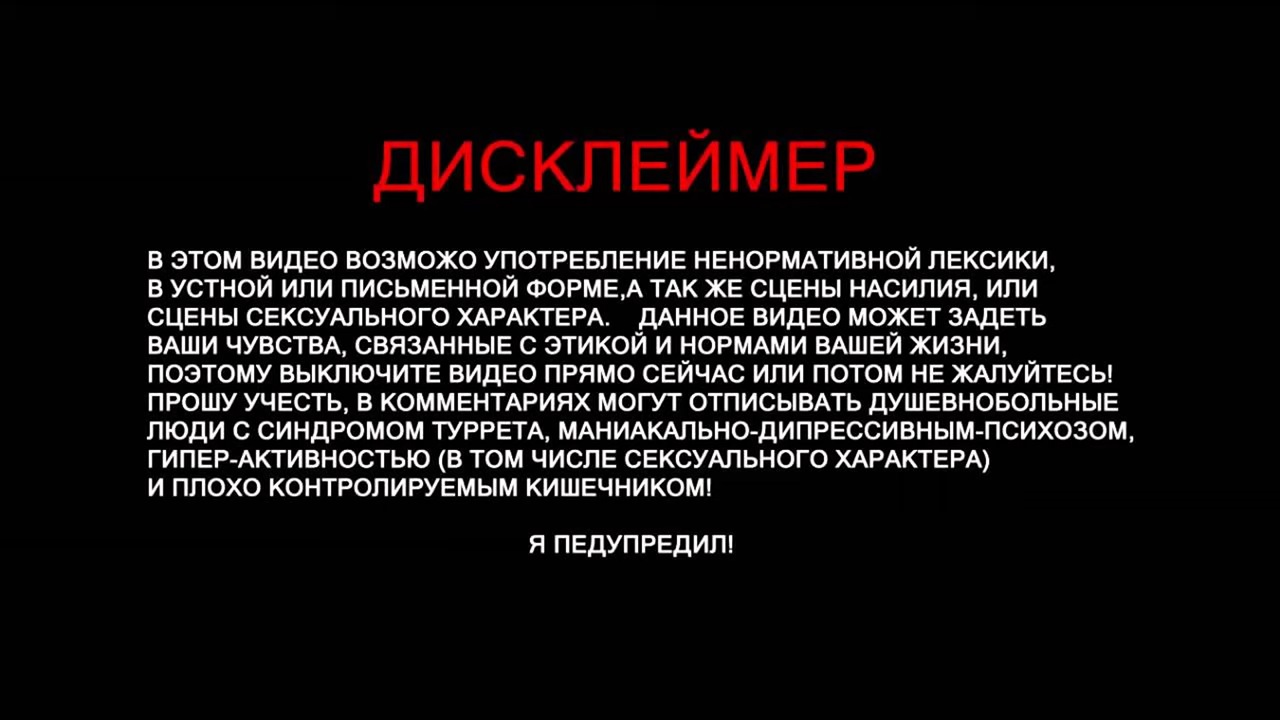 ДИСКЛЕЙМЕР
В ЭТОМ ВИДЕО ВОЗМОЖО УПОТРЕБЛЕНИЕ НЕНОРМАТИВНОЙ ЛЕКСИКИ,
В УСТНОЙ ИЛИ ПИСЬМЕННОЙ ФОРМЕ,А ТАК ЖЕ СЦЕНЫ НАСИЛИЯ, ИЛИ
СЦЕНЫ СЕКСУАЛЬНОГО ХАРАКТЕРА. ДАННОЕ ВИДЕО МОЖЕТ ЗАДЕТЬ
ВАШИ ЧУВСТВА, СВЯЗАННЫЕ С ЭТИКОЙ И НОРМАМИ ВАШЕЙ ЖИЗНИ,
ПОЭТОМУ ВЫКЛЮЧИТЕ ВИДЕО ПРЯМО СЕЙЧАС ИЛИ ПОТОМ НЕ ЖАЛУЙТЕСЬ!
ПРОШУ УЧЕСТЬ, В КОММЕНТАРИЯХ МОГУТ ОТПИСЫВАТЬ ДУШЕВНОБОЛЬНЫЕ
ЛЮДИ С СИНДРОМОМ ТУРРЕТА, МАНИАКАЛЬНО-ДИПРЕССИВНЫМ-ПСИХОЗОМ,
ГИПЕР-АКТИВНОСТЬЮ (В ТОМ ЧИСЛЕ СЕКСУАЛЬНОГО ХАРАКТЕРА)
И ПЛОХО КОНТРОЛИРУЕМЫМ КИШЕЧНИКОМ!
Я ПЕДУПРЕДИЛ!